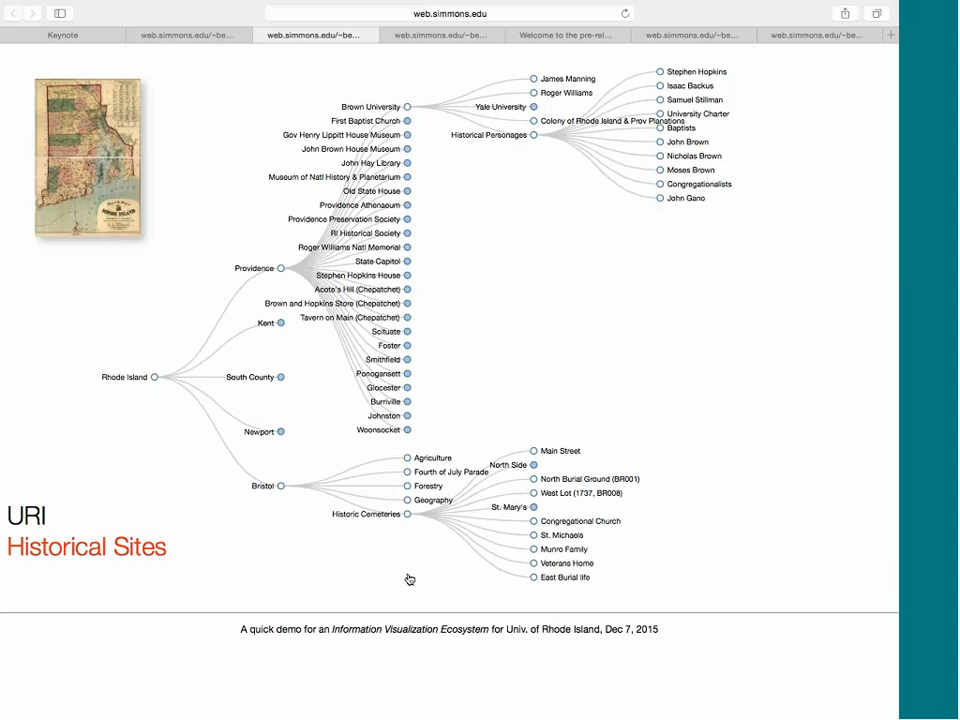 web.simmons.edu
Keynote
web.simmons.edu/~be...
web.simmons.edu/~be...
web.simmons.edu/~be...
Welcome to the pre-rel...
web.simmons.edu/~be...
web.simmons.edu/~be...
RHODE ISLAND
Rhode Island
Providence
Kent
South County
Newport
Bristol
Brown University
First Baptist Church
Gov Henry Lippitt House Museum
John Brown House Museum
John Hay Library
Museum of Natl History & Planetarium
Old State House
Providence Athenaeum
Providence Preservation Society
RI Historical Society
Roger Williams Natl Memorial
State Capitol
Stephen Hopkins House
Acote's Hill (Chepatchet)
Brown and Hopkins Store (Chepatchet)
Tavern on Main (Chepatchet)
Scituate
Foster
Smithfield
Ponogansett
Glocester
Burrville
Johnston
Woonsocket
James Manning
Roger Williams
Yale University
Colony of Rhode Island & Prov Planations
Historical Personages
Stephen Hopkins
Isaac Backus
Samuel Stillman
University Charter
Baptists
John Brown
Nicholas Brown
Moses Brown
Congregationalists
John Gano
Agriculture
Fourth of July Parade
Forestry
Geography
Historic Cemeteries
Main Street
North Side
North Burial Ground (BR001)
West Lot (1737, BR008)
St. Mary's
Congregational Church
St. Michaels
Munro Family
Veterans Home
East Burial life
URI
Historical Sites
A quick demo for an Information Visualization Ecosystem for Univ. of Rhode Island, Dec 7, 2015